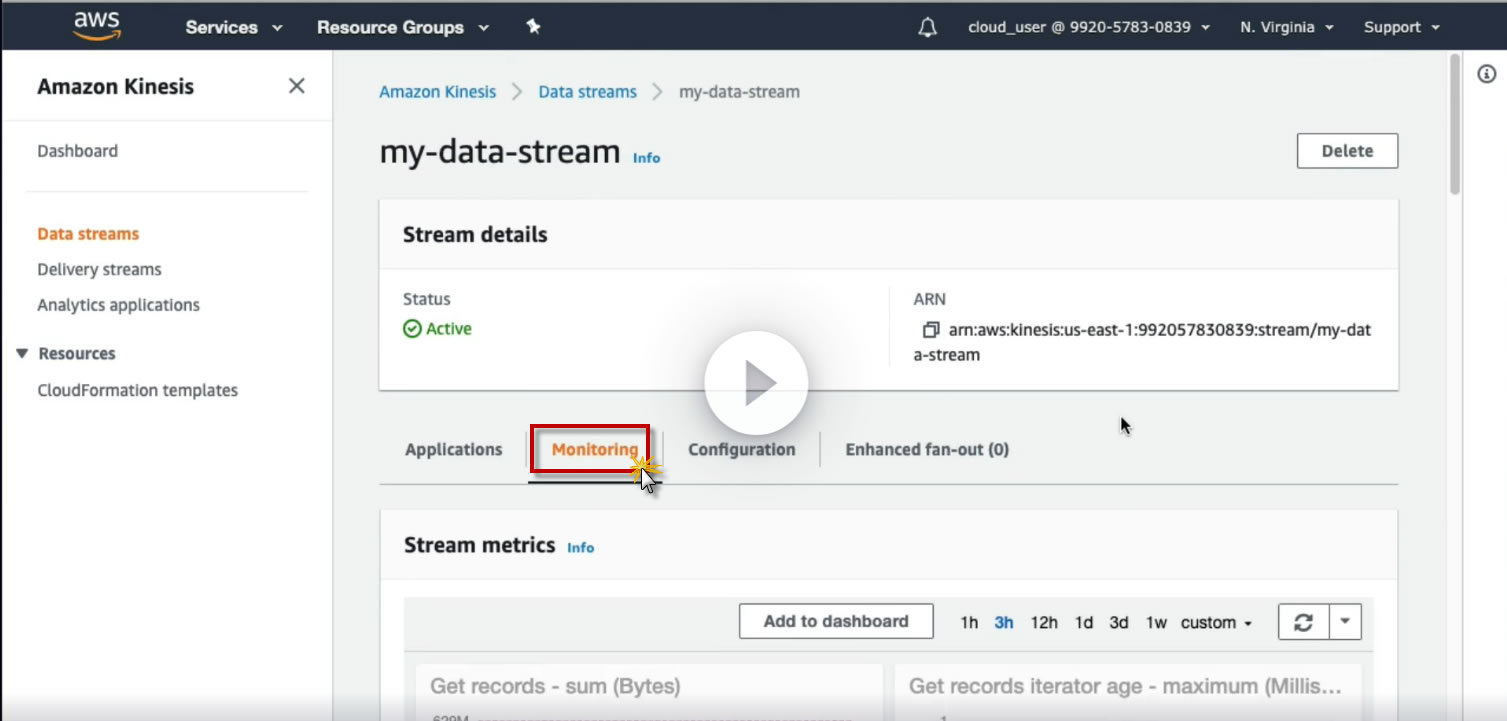 aws Services Resource Groups cloud_user @ 9920-5783-0839 N. Virginia Support
Amazon Kinesis
Dashboard
Data streams
Delivery streams
Analytics applications
Resources
CloudFormation templates
Amazon Kinesis Data streams my-data-stream
my-data-stream Info
Delete
Stream details
Status
Active
ARN
arn:aws:kinesis:us-east-1:992057830839:stream/my-dat
a-stream
Applications Monitoring Configuration Enhanced fan-out (0)
Stream metrics Info
Add to dashboard 1h 3h 12h 1d 3d 1w custom
Get records - sum (Bytes)
Get records iterator age - maximum (Millis...